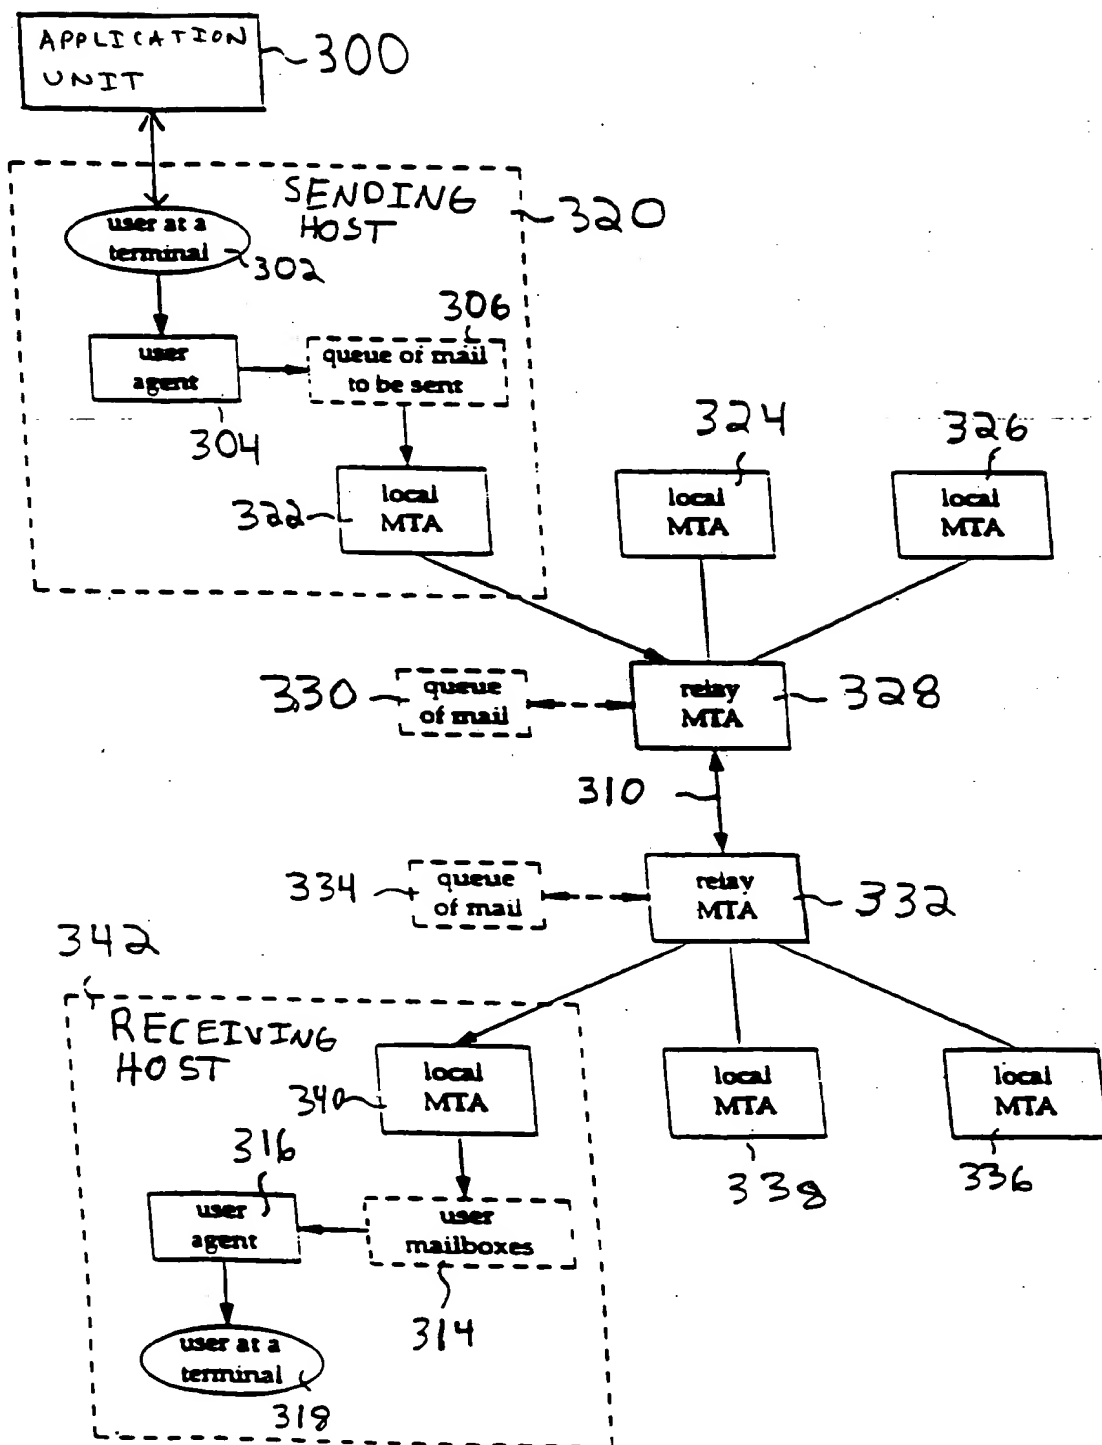 APPLICATION
UNIT
300
SENDING
HOST
320
user at a
terminal
302
306
user
agent
queue of mail
to be sent
304
324
326
322
local
MTA
local
MTA
local
MTA
330
queue
of mail
relay
MTA
328
310
334
queue
of mail
relay
MTA
332
342
RECEIVING
HOST
340
local
MTA
local
MTA
local
MTA
338
336
316
user
agent
user
mailboxes
314
user at a
terminal
318